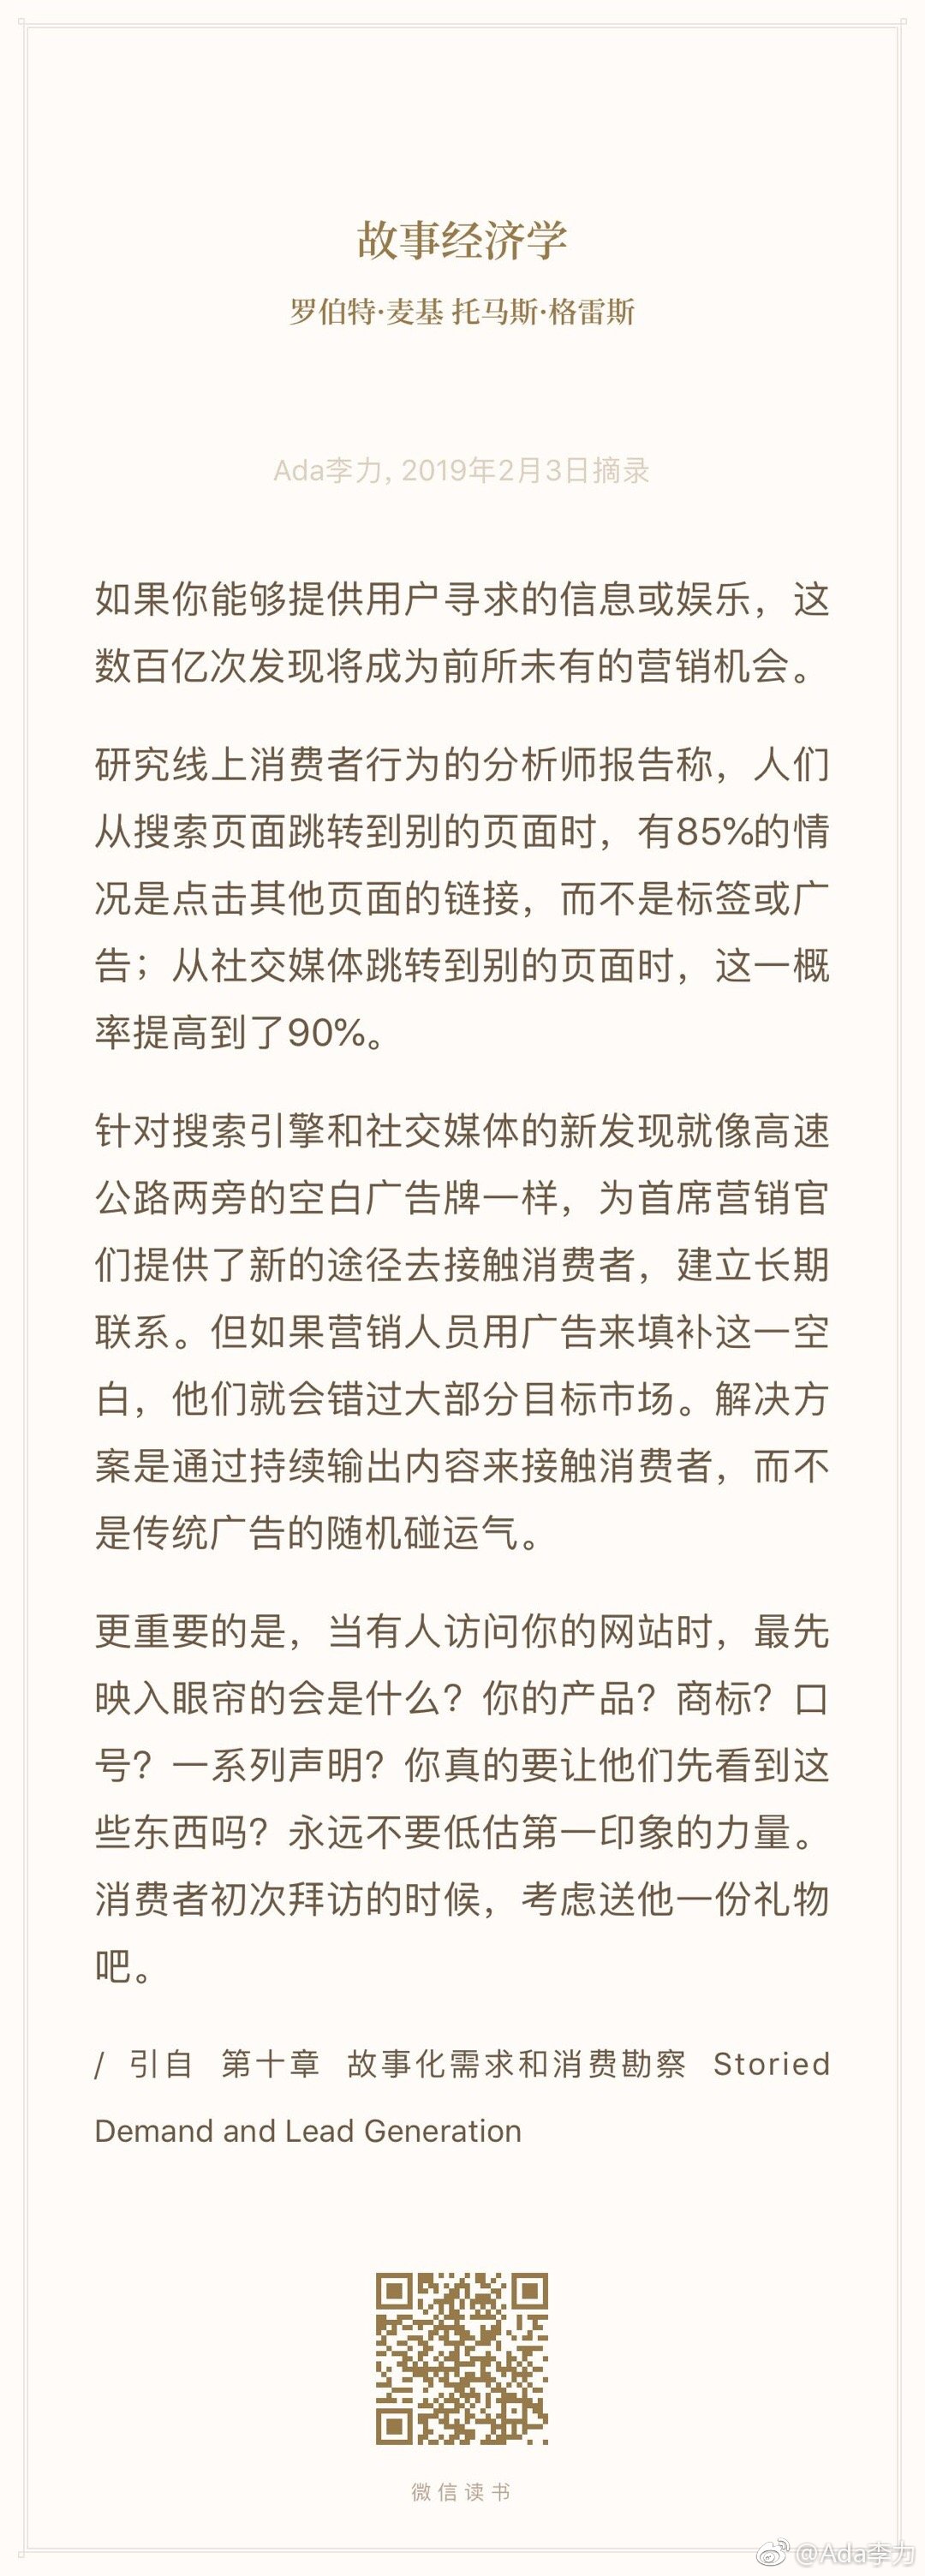 故事经济学
罗伯特·麦基 托马斯·格雷斯
Ada李力, 2019年2月3日摘录
如果你能够提供用户寻求的信息或娱乐，这
数百亿次发现将成为前所未有的营销机会。
研究线上消费者行为的分析师报告称，人们
从搜索页面跳转到别的页面时，有85%的情
况是点击其他页面的链接，而不是标签或广
告；从社交媒体跳转到别的页面时，这一概
率提高到了90%。
针对搜索引擎和社交媒体的新发现就像高速
公路两旁的空白广告牌一样，为首席营销官
们提供了新的途径去接触消费者，建立长期
联系。但如果营销人员用广告来填补这一空
白，他们就会错过大部分目标市场。解决方
案是通过持续输出内容来接触消费者，而不
是传统广告的随机碰运气。
更重要的是，当有人访问你的网站时，最先
映入眼帘的会是什么？你的产品？商标？口
号？一系列声明？你真的要让他们先看到这
些东西吗？永远不要低估第一印象的力量。
消费者初次拜访的时候，考虑送他一份礼物
吧。
/ 引自 第十章 故事化需求和消费勘察 Storied
Demand and Lead Generation
微信读书
@Ada李力